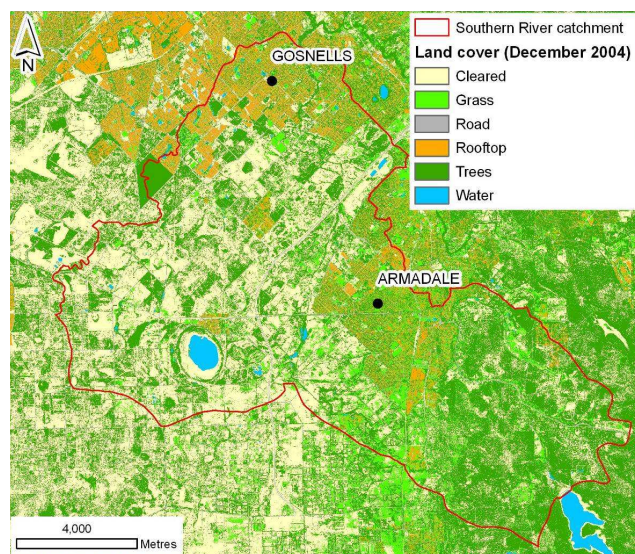 N
GOSNELLS
ARMADALE
Southern River catchment
Land cover (December 2004)
Cleared
Grass
Road
Rooftop
Trees
Water
4,000
Metres